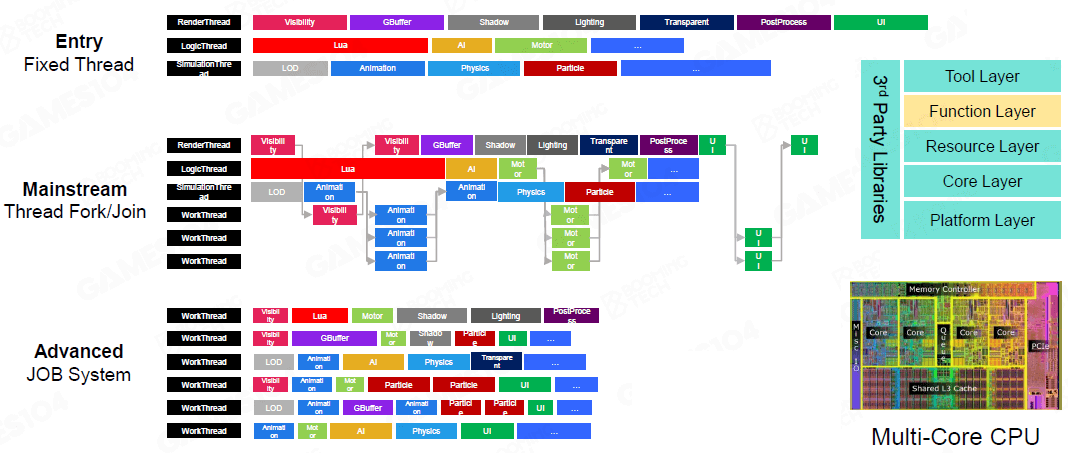 Entry
Fixed Thread
RenderThread Visibility GBuffer Shadow Lighting Transparent PostProcess UI
LogicThread Lua AI Motor ...
SimulationThread LOD Animation Physics Particle ...
Mainstream
Thread Fork/Join
RenderThread Visibility Visibility GBuffer Shadow Lighting Transparent PostProcess UI UI
LogicThread Lua AI Motor Motor ...
SimulationThread LOD Animation Animation Physics Particle ...
WorkThread Visibility Animation Motor
WorkThread Animation Motor UI
WorkThread Animation Motor UI
Advanced
JOB System
WorkThread Visibility Lua Motor Shadow Lighting PostProcess
WorkThread Visibility GBuffer Motor Shadow Particle UI ...
WorkThread LOD Animation AI Physics Transparent ...
WorkThread Visibility Animation Motor Particle Particle UI ...
WorkThread LOD Animation GBuffer Animation Particle Particle UI ...
WorkThread Animation Motor AI Physics UI ...
3rd Party Libraries
Tool Layer
Function Layer
Resource Layer
Core Layer
Platform Layer
Memory Controller
Misc IO
Core Core Queue Core Core
PCIe
Shared L3 Cache
Multi-Core CPU
GAMES104